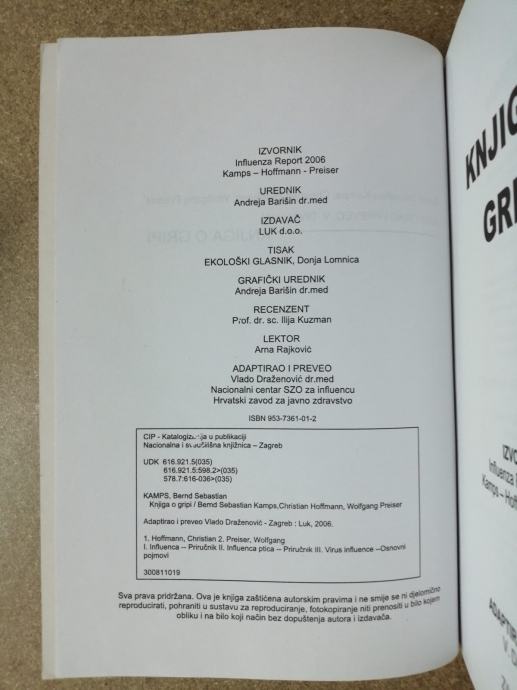 IZVORNIK
Influenza Report 2006
Kamps – Hoffmann - Preiser
UREDNIK
Andreja Barišin dr.med
IZDAVAČ
LUK d.o.o.
TISAK
EKOLOŠKI GLASNIK, Donja Lomnica
GRAFIČKI UREDNIK
Andreja Barišin dr.med
RECENZENT
Prof. dr. sc. Ilija Kuzman
LEKTOR
Arna Rajković
ADAPTIRAO I PREVEO
Vlado Draženović dr.med
Nacionalni centar SZO za influencu
Hrvatski zavod za javno zdravstvo
ISBN 953-7361-01-2
CIP - Katalogizacija u publikaciji
Nacionalna i sveučilišna knjižnica – Zagreb
UDK 616.921.5(035)
616.921.5:598.2>(035)
578.7:616-036>(035)
KAMPS, Bernd Sebastian
Knjiga o gripi / Bernd Sebastian Kamps,Christian Hoffmann, Wolfgang Preiser
Adaptirao i preveo Vlado Draženović - Zagreb : Luk, 2006.
1. Hoffmann, Christian 2. Preiser, Wolfgang
I. Influenca -- Priručnik II. Influenca ptica -- Priručnik III. Virus influence --Osnovni
pojmovi
300811019
Sva prava pridržana. Ova je knjiga zaštićena autorskim pravima i ne smije se ni djelomično
reproducirati, pohraniti u sustavu za reproduciranje, fotokopiranje niti prenositi u bilo kojem
obliku i na bilo koji način bez dopuštenja autora i izdavača.
KNJIG
GRI
IZVO
Influenza R
Kamps – Hof
ADAPTIR
V. D